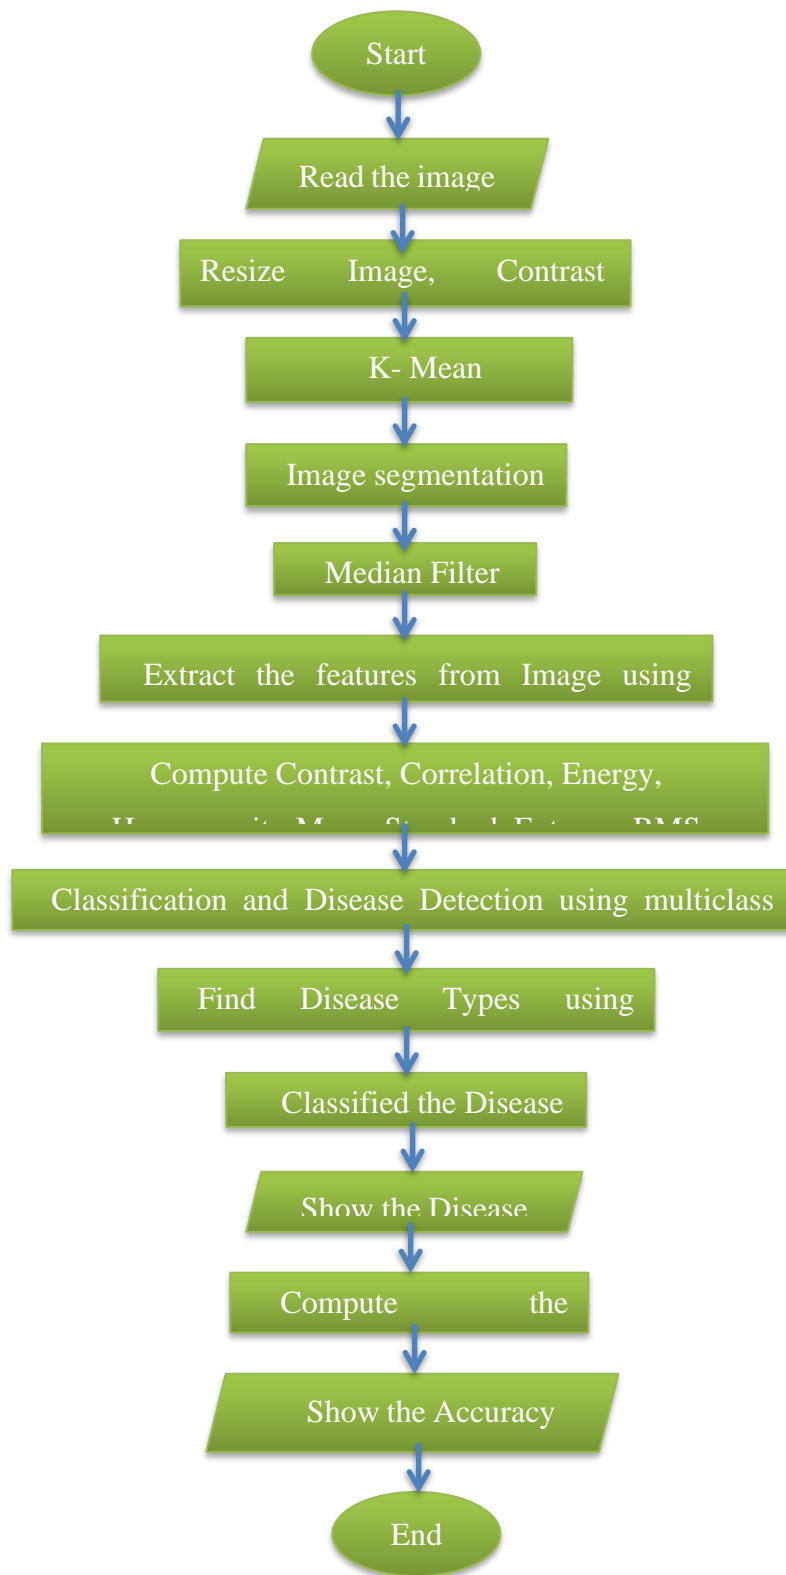 Start
Read the image
Resize Image, Contrast
K- Mean
Image segmentation
Median Filter
Extract the features from Image using
Compute Contrast, Correlation, Energy,
Classification and Disease Detection using multiclass
Find Disease Types using
Classified the Disease
Show the Disease
Compute the
Show the Accuracy
End